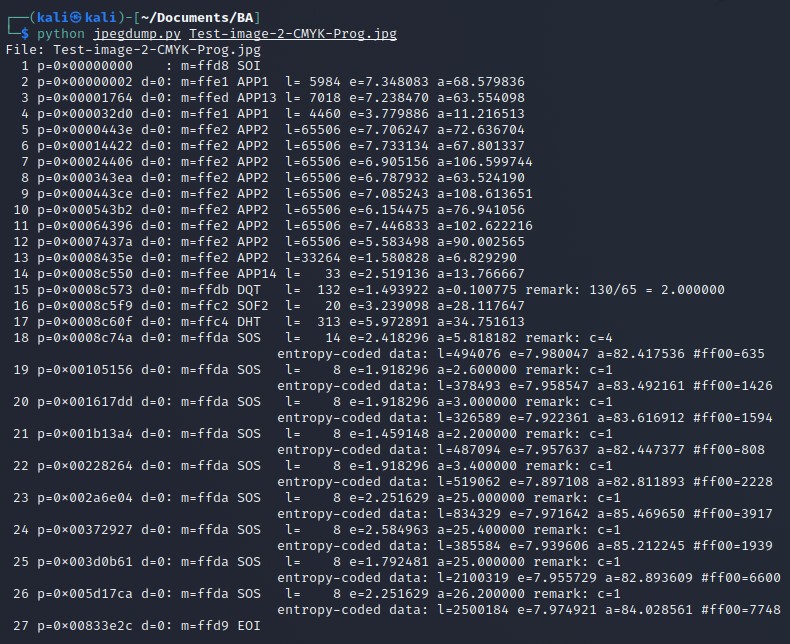 ┌──(kali㉿kali)-[~/Documents/BA]
└─$ python jpegdump.py Test-image-2-CMYK-Prog.jpg
File: Test-image-2-CMYK-Prog.jpg
1 p=0×00000000 : m=ffd8 SOI
2 p=0×00000002 d=0: m=ffe1 APP1 l= 5984 e=7.348083 a=68.579836
3 p=0×00001764 d=0: m=ffed APP13 l= 7018 e=7.238470 a=63.554098
4 p=0×000032d0 d=0: m=ffe1 APP1 l= 4460 e=3.779886 a=11.216513
5 p=0×0000443e d=0: m=ffe2 APP2 l=65506 e=7.706247 a=72.636704
6 p=0×00014422 d=0: m=ffe2 APP2 l=65506 e=7.733134 a=67.801337
7 p=0×00024406 d=0: m=ffe2 APP2 l=65506 e=6.905156 a=106.599744
8 p=0×000343ea d=0: m=ffe2 APP2 l=65506 e=6.787932 a=63.524190
9 p=0×000443ce d=0: m=ffe2 APP2 l=65506 e=7.085243 a=108.613651
10 p=0×000543b2 d=0: m=ffe2 APP2 l=65506 e=6.154475 a=76.941056
11 p=0×00064396 d=0: m=ffe2 APP2 l=65506 e=7.446833 a=102.622216
12 p=0×0007437a d=0: m=ffe2 APP2 l=65506 e=5.583498 a=90.002565
13 p=0×0008435e d=0: m=ffe2 APP2 l=33264 e=1.580828 a=6.829290
14 p=0×0008c550 d=0: m=ffee APP14 l= 33 e=2.519136 a=13.766667
15 p=0×0008c573 d=0: m=ffdb DQT l= 132 e=1.493922 a=0.100775 remark: 130/65 = 2.000000
16 p=0×0008c5f9 d=0: m=ffc2 SOF2 l= 20 e=3.239098 a=28.117647
17 p=0×0008c60f d=0: m=ffc4 DHT l= 313 e=5.972891 a=34.751613
18 p=0×0008c74a d=0: m=ffda SOS l= 14 e=2.418296 a=5.818182 remark: c=4
entropy-coded data: l=494076 e=7.980047 a=82.417536 #ff00=635
19 p=0×00105156 d=0: m=ffda SOS l= 8 e=1.918296 a=2.600000 remark: c=1
entropy-coded data: l=378493 e=7.958547 a=83.492161 #ff00=1426
20 p=0×001617dd d=0: m=ffda SOS l= 8 e=1.918296 a=3.000000 remark: c=1
entropy-coded data: l=326589 e=7.922361 a=83.616912 #ff00=1594
21 p=0×001b13a4 d=0: m=ffda SOS l= 8 e=1.459148 a=2.200000 remark: c=1
entropy-coded data: l=487094 e=7.957637 a=82.447377 #ff00=808
22 p=0×00228264 d=0: m=ffda SOS l= 8 e=1.918296 a=3.400000 remark: c=1
entropy-coded data: l=519062 e=7.897108 a=82.811893 #ff00=2228
23 p=0×002a6e04 d=0: m=ffda SOS l= 8 e=2.251629 a=25.000000 remark: c=1
entropy-coded data: l=834329 e=7.971642 a=85.469650 #ff00=3917
24 p=0×00372927 d=0: m=ffda SOS l= 8 e=2.584963 a=25.400000 remark: c=1
entropy-coded data: l=385584 e=7.939606 a=85.212245 #ff00=1939
25 p=0×003d0b61 d=0: m=ffda SOS l= 8 e=1.792481 a=25.000000 remark: c=1
entropy-coded data: l=2100319 e=7.955729 a=82.893609 #ff00=6600
26 p=0×005d17ca d=0: m=ffda SOS l= 8 e=2.251629 a=26.200000 remark: c=1
entropy-coded data: l=2500184 e=7.974921 a=84.028561 #ff00=7748
27 p=0×00833e2c d=0: m=ffd9 EOI